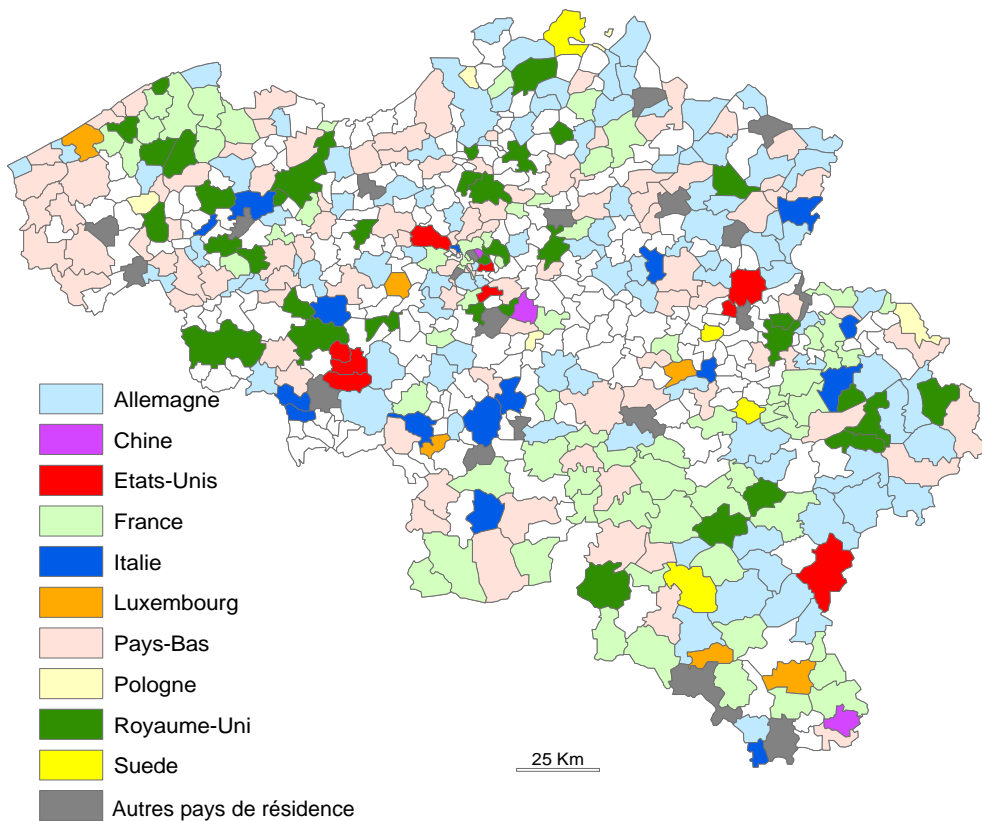 Allemagne
Chine
Etats-Unis
France
Italie
Luxembourg
Pays-Bas
Pologne
Royaume-Uni
Suede
Autres pays de résidence
25 Km